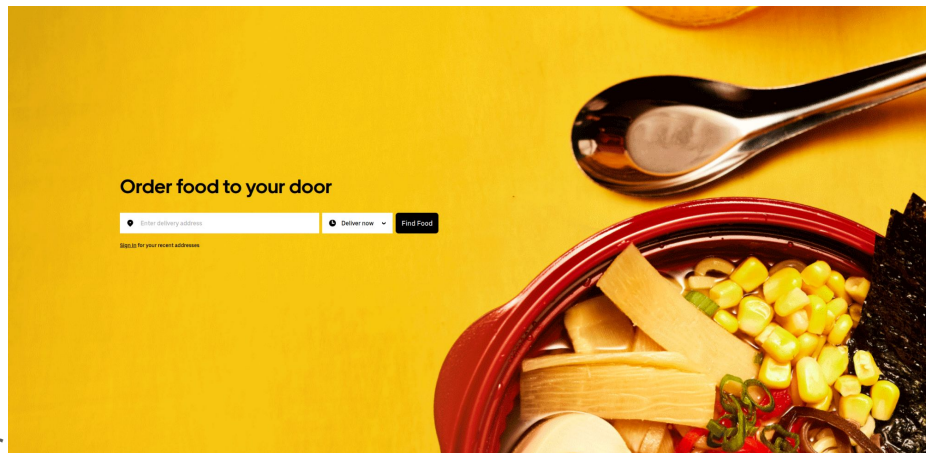 Order food to your door
Enter delivery address
Deliver now
Find Food
Sign In for your recent addresses